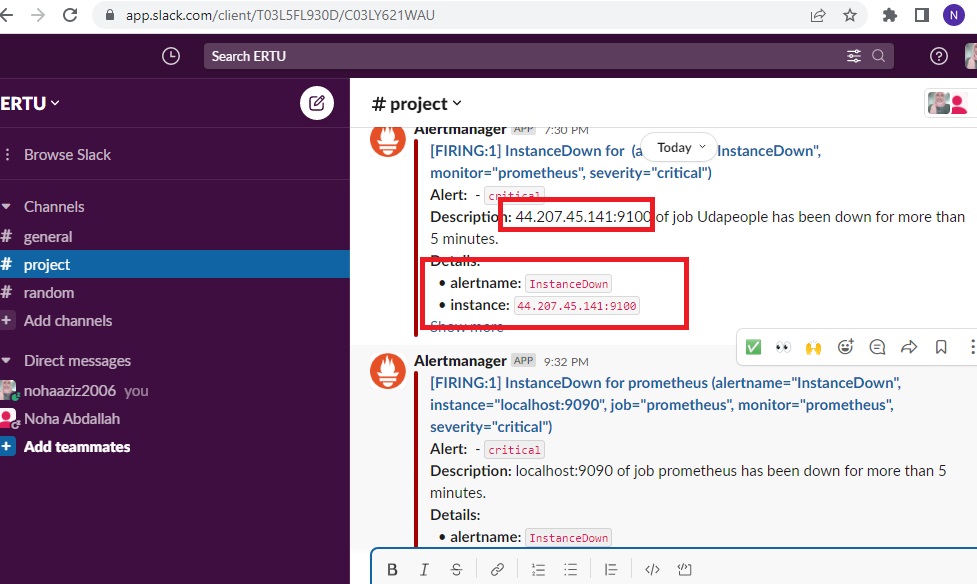 app.slack.com/client/T03L5FL930D/C03LY621WAU
N
Search ERTU
ERTU
# project
Browse Slack
Channels
# general
# project
# random
+ Add channels
Direct messages
nohaaziz2006 you
Noha Abdallah
+ Add teammates
Alertmanager APP 7:30 PM
Today
[FIRING:1] InstanceDown for (a InstanceDown",
monitor="prometheus", severity="critical")
Alert: - critical
Description: 44.207.45.141:9100 of job Udapeople has been down for more than
5 minutes.
Details:
• alertname: InstanceDown
• instance: 44.207.45.141:9100
Show more
Alertmanager APP 9:32 PM
[FIRING:1] InstanceDown for prometheus (alertname="InstanceDown",
instance="localhost:9090", job="prometheus", monitor="prometheus",
severity="critical")
Alert: - critical
Description: localhost:9090 of job prometheus has been down for more than 5
minutes.
Details:
• alertname: InstanceDown
B I S